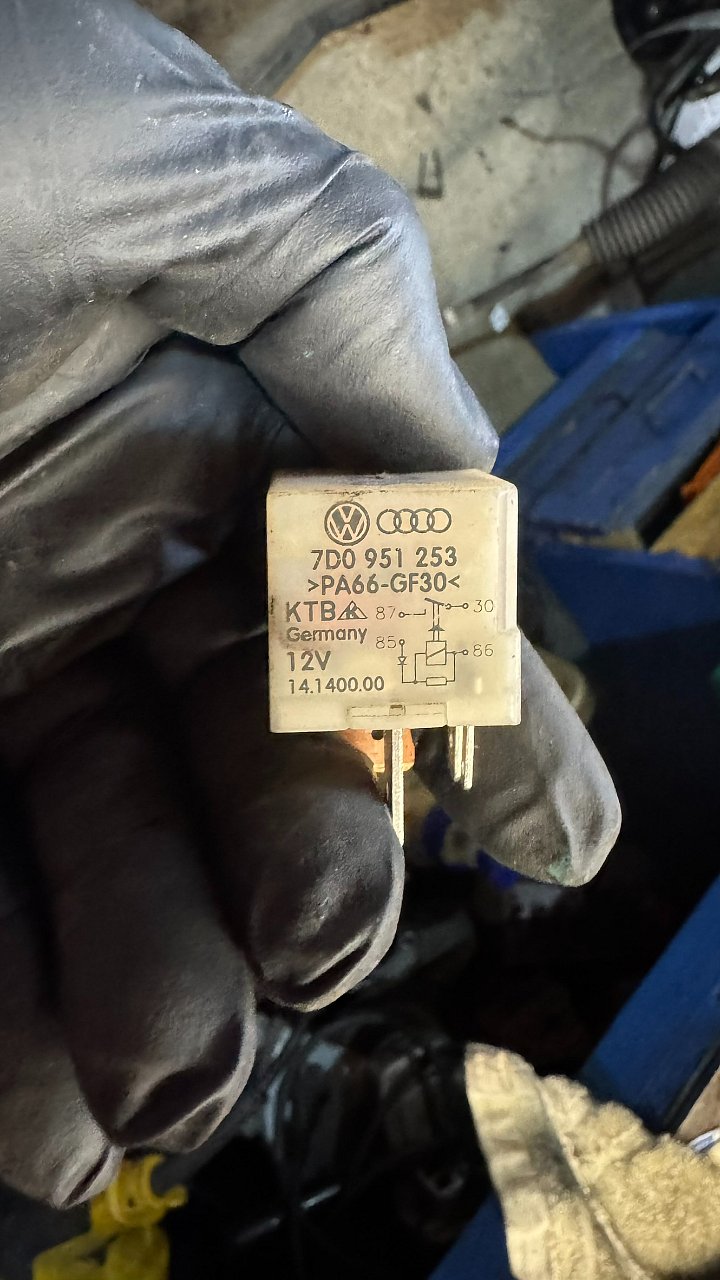 7D0 951 253
>PA66-GF30<
KTB
Germany
12V
14.1400.00
87 30
85 86